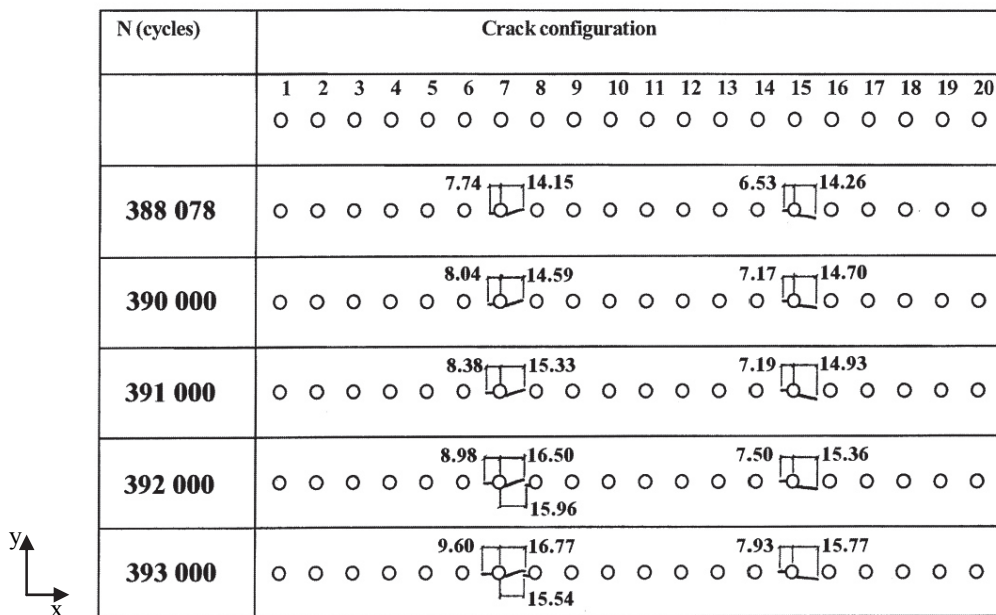 N (cycles) Crack configuration
1 2 3 4 5 6 7 8 9 10 11 12 13 14 15 16 17 18 19 20
7.74 14.15 6.53 14.26
388 078
8.04 14.59 7.17 14.70
390 000
8.38 15.33 7.19 14.93
391 000
8.98 16.50 7.50 15.36
392 000
15.96
9.60 16.77 7.93 15.77
393 000
15.54
y
x